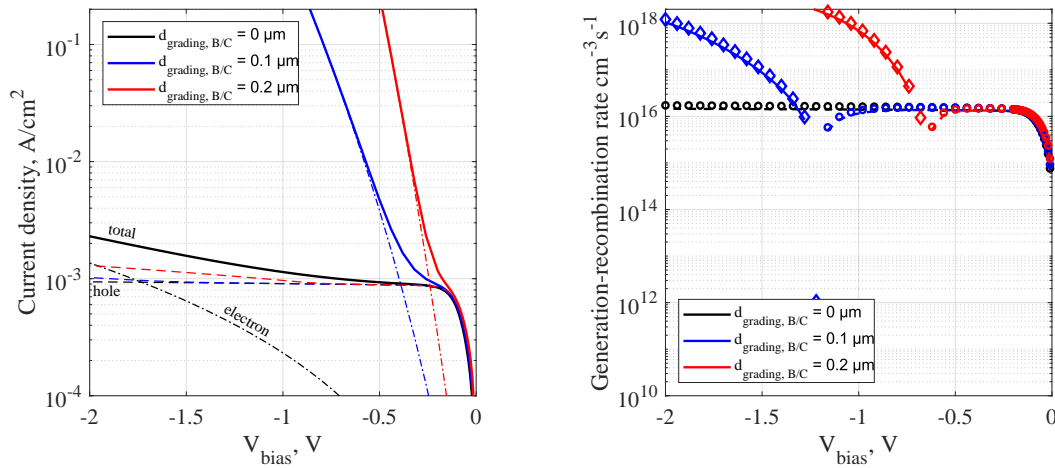 10^-1
10^-2
10^-3
10^-4
Current density, A/cm^2
d_grading, B/C = 0 µm
d_grading, B/C = 0.1 µm
d_grading, B/C = 0.2 µm
total
hole
electron
-2 -1.5 -1 -0.5 0
V_bias, V
10^18
10^16
10^14
10^12
10^10
Generation-recombination rate cm^-3s^-1
d_grading, B/C = 0 µm
d_grading, B/C = 0.1 µm
d_grading, B/C = 0.2 µm
-2 -1.5 -1 -0.5 0
V_bias, V